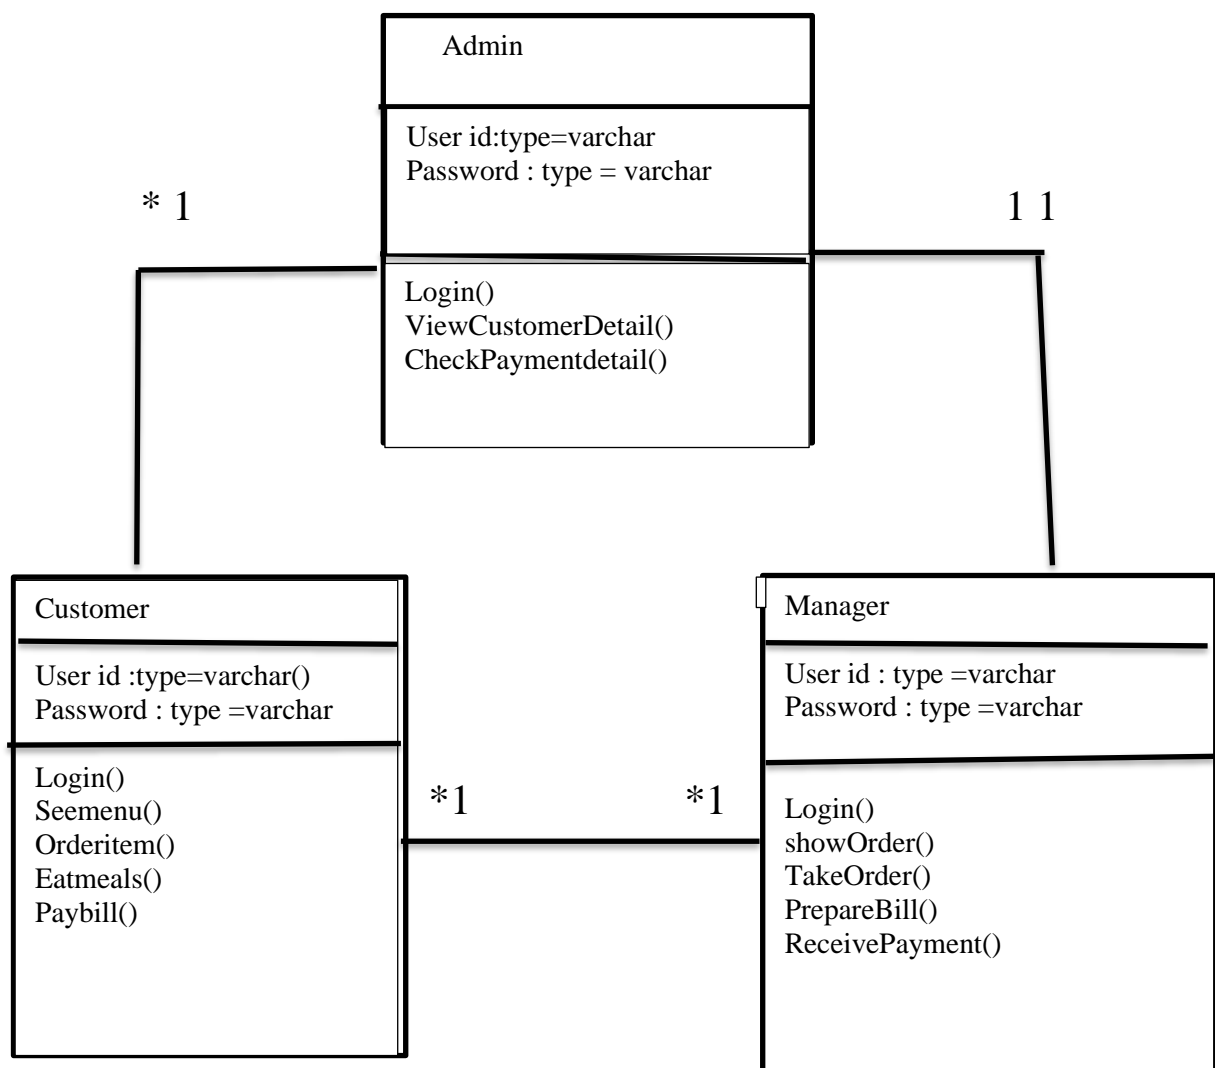 Admin
User id:type=varchar
Password : type = varchar
* 1
1 1
Login()
ViewCustomerDetail()
CheckPaymentdetail()
Customer
User id :type=varchar()
Password : type =varchar
Login()
Seemenu()
Orderitem()
Eatmeals()
Paybill()
*1
*1
Manager
User id : type =varchar
Password : type =varchar
Login()
showOrder()
TakeOrder()
PrepareBill()
ReceivePayment()